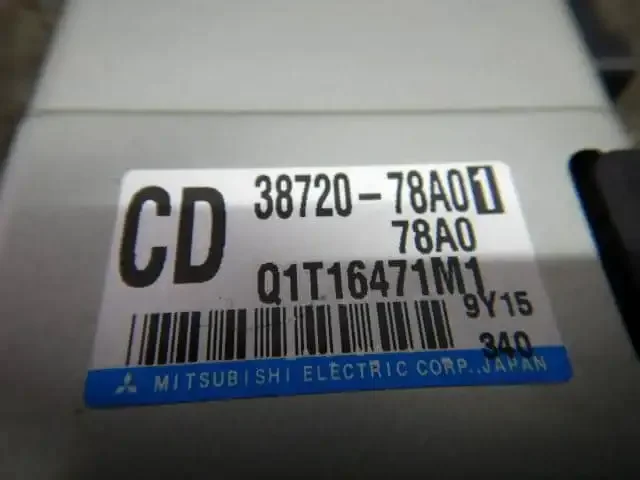 CD
38720-78A01
78A0
Q1T16471M1
9Y15
340
MITSUBISHI ELECTRIC CORP., JAPAN